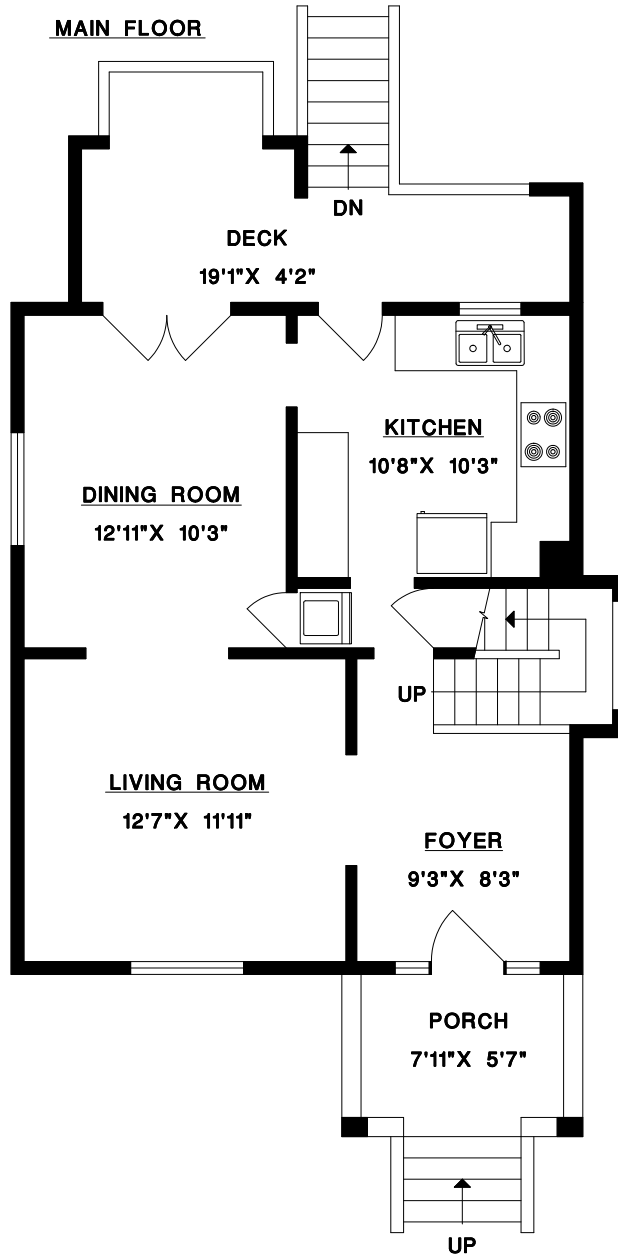 MAIN FLOOR
DN
DECK
19'1"X 4'2"
KITCHEN
10'8"X 10'3"
DINING ROOM
12'11"X 10'3"
UP
LIVING ROOM
12'7"X 11'11"
FOYER
9'3"X 8'3"
PORCH
7'11"X 5'7"
UP